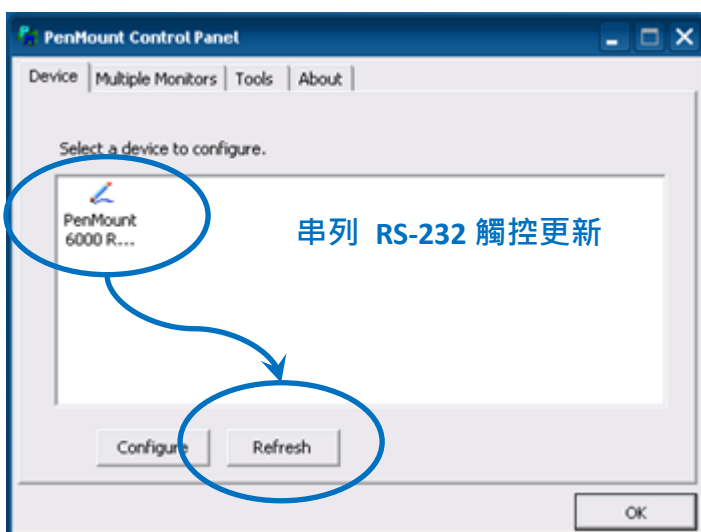 PenMount Control Panel
Device Multiple Monitors Tools About
Select a device to configure.
PenMount
6000 R...
串列 RS-232 觸控更新
Configure Refresh
OK